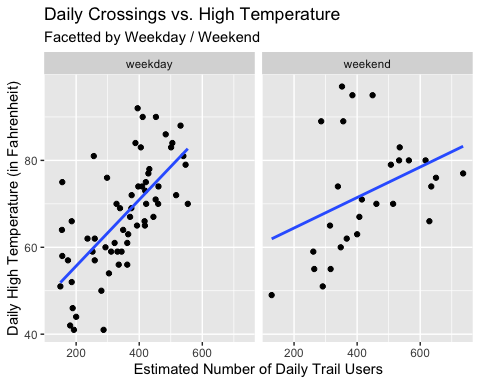 Daily Crossings vs. High Temperature
Facetted by Weekday / Weekend
weekday
weekend
Daily High Temperature (in Fahrenheit)
80
60
40
200
400
600
200
400
600
Estimated Number of Daily Trail Users